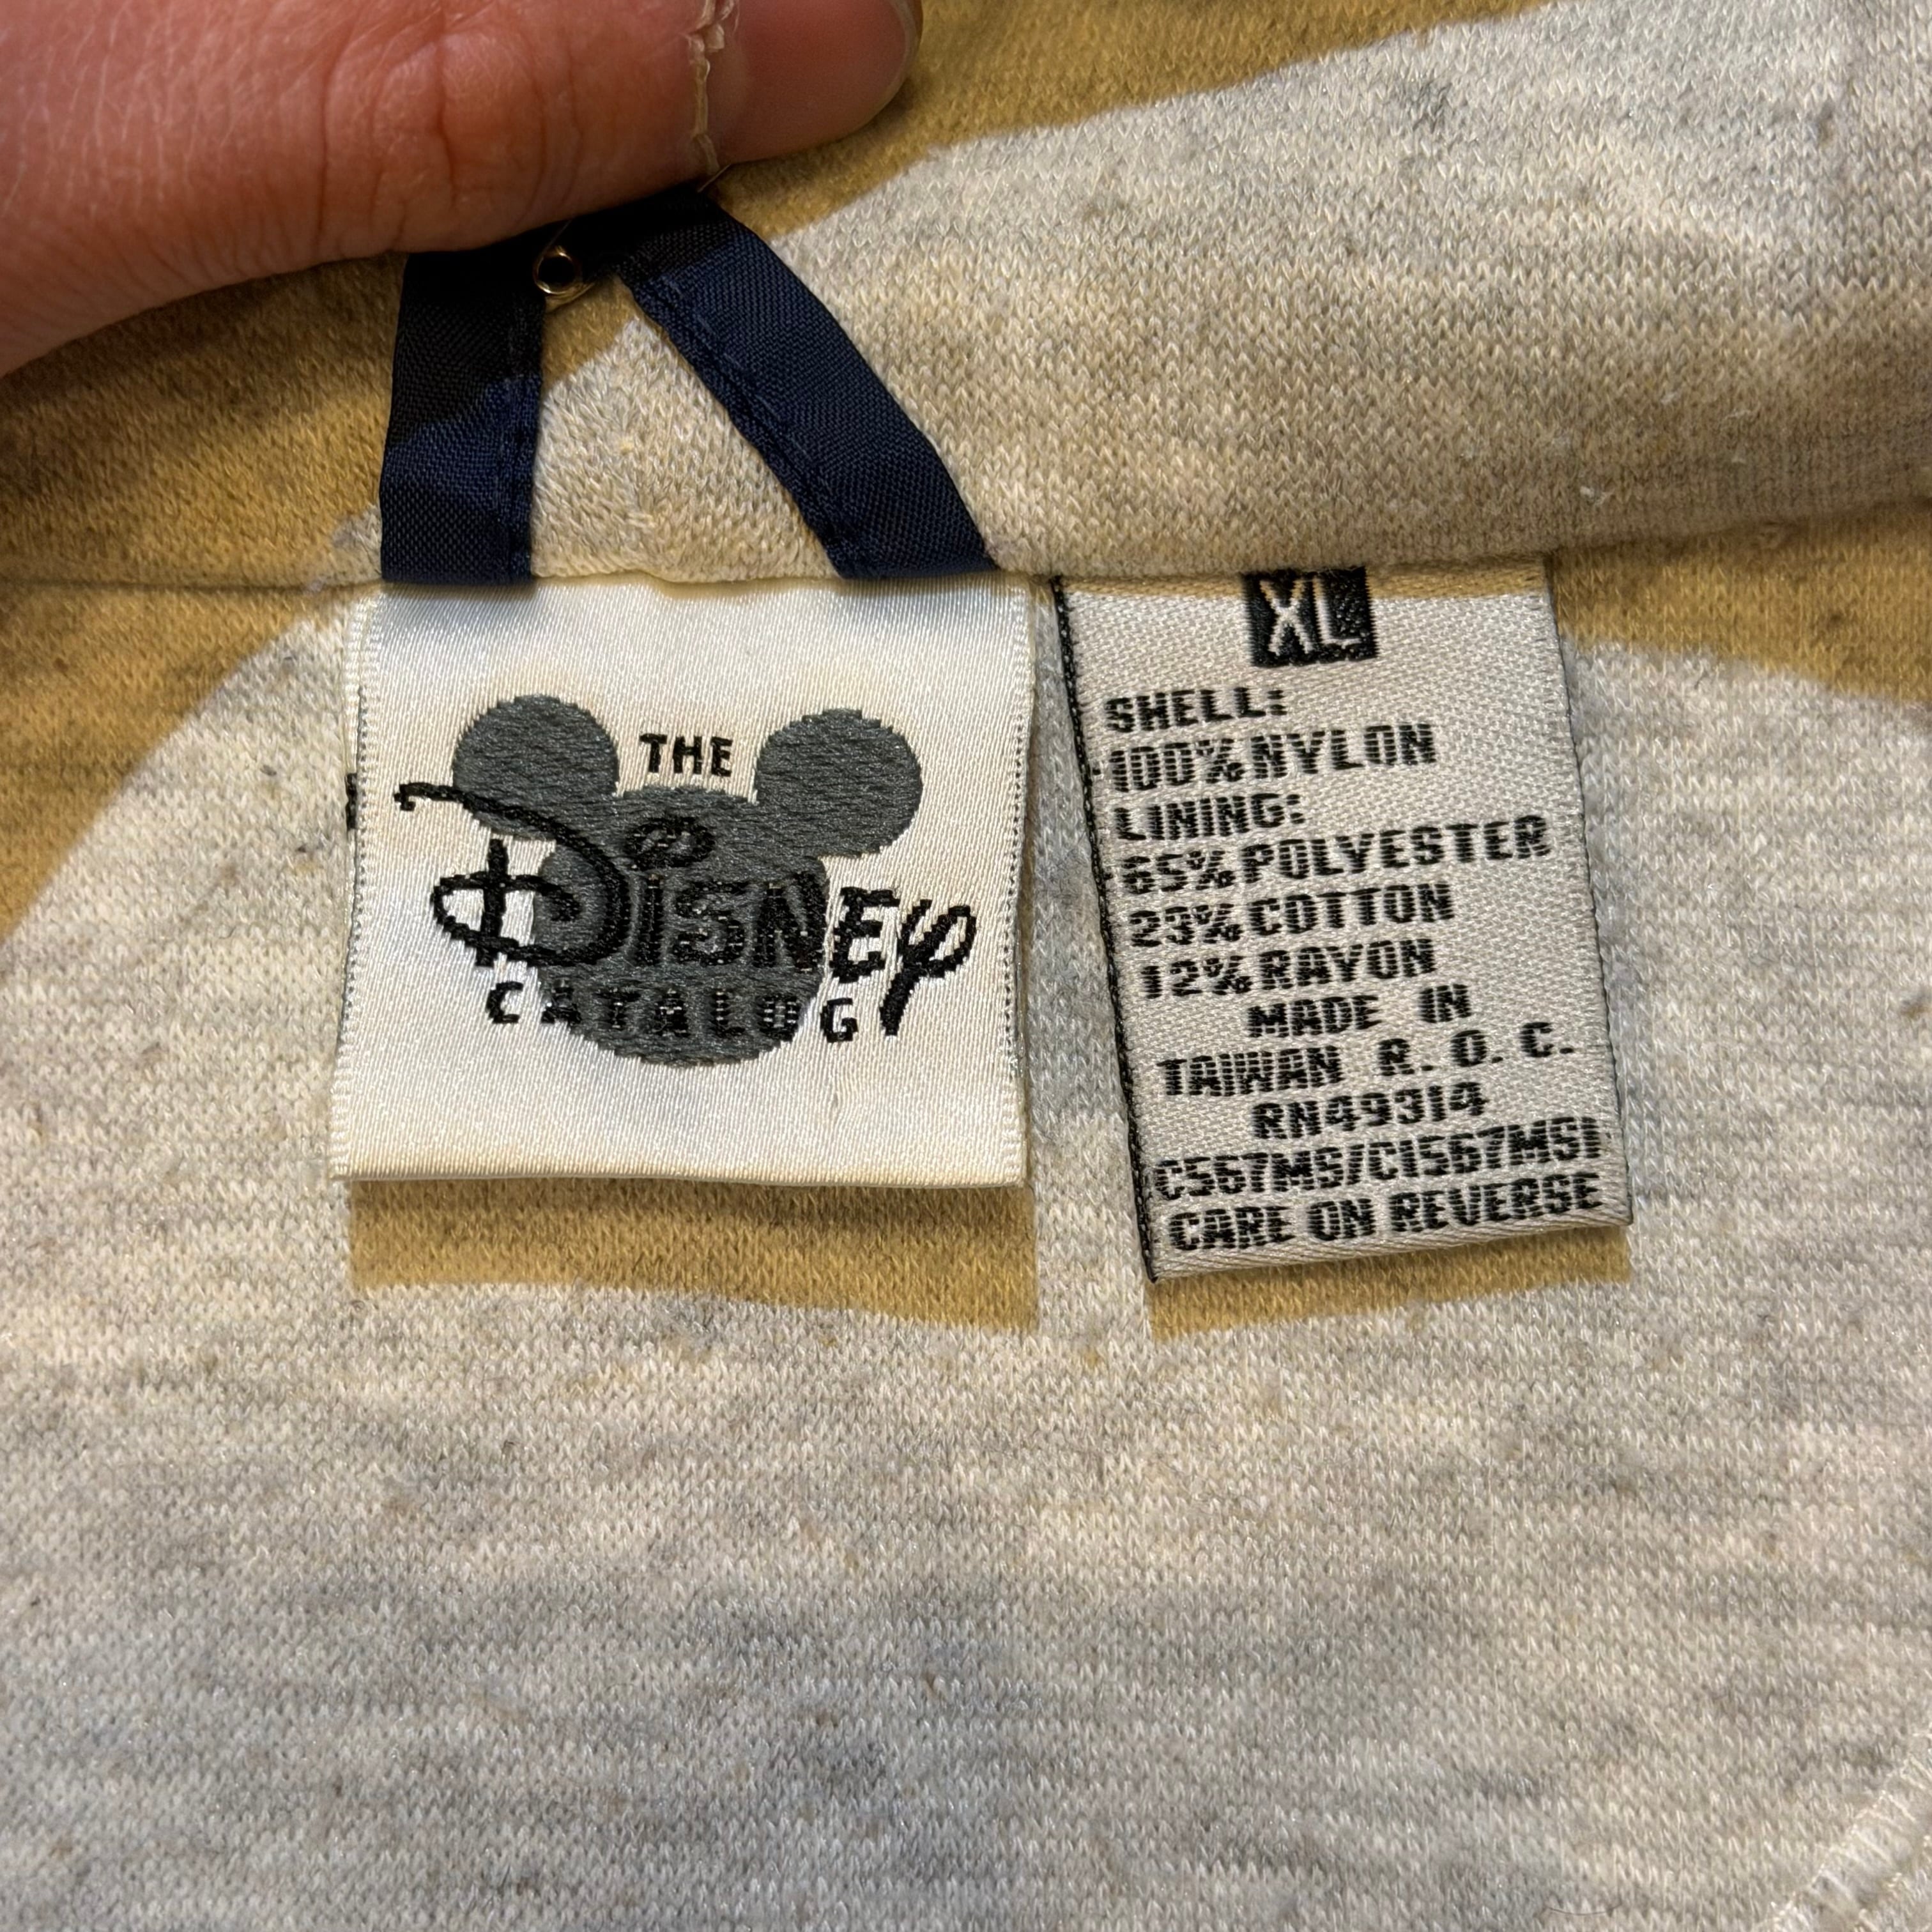 THE
DISNEY
CATALOG
XL
SHELL:
100% NYLON
LINING:
65% POLYESTER
23% COTTON
12% RAYON
MADE IN
TAIWAN R. O. C.
RN49314
C567MS/C1567MS1
CARE ON REVERSE